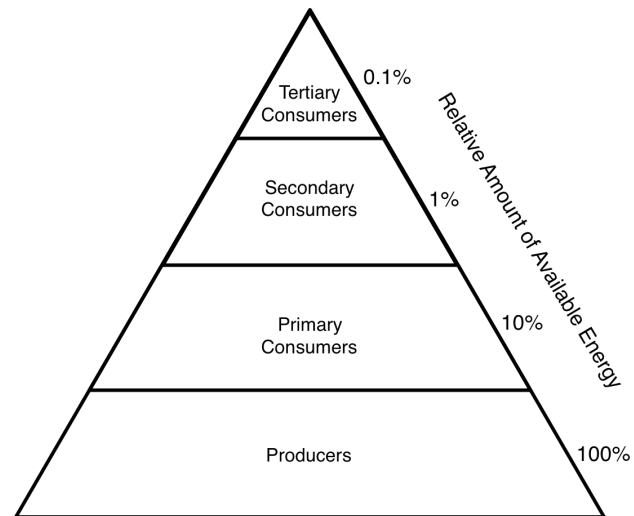 Tertiary
Consumers
0.1%
Secondary
Consumers
1%
Primary
Consumers
10%
Producers
100%
Relative Amount of Available Energy